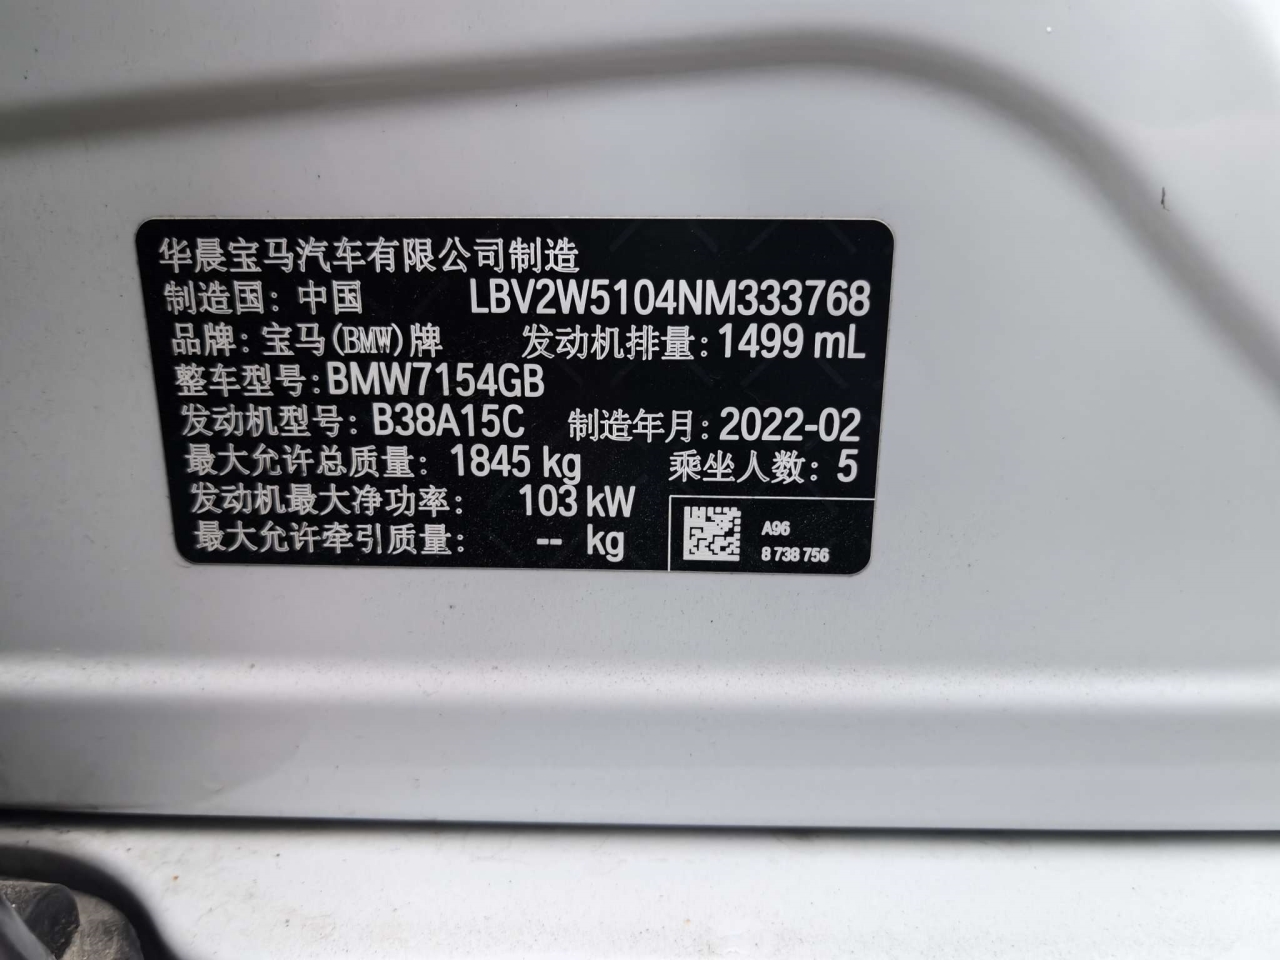 华晨宝马汽车有限公司制造
制造国: 中国 LBV2W5104NM333768
品牌: 宝马(BMW)牌 发动机排量: 1499 mL
整车型号: BMW7154GB
发动机型号: B38A15C 制造年月: 2022-02
最大允许总质量: 1845 kg 乘坐人数: 5
发动机最大净功率: 103 kW
最大允许牵引质量: -- kg
A96
8 738 756